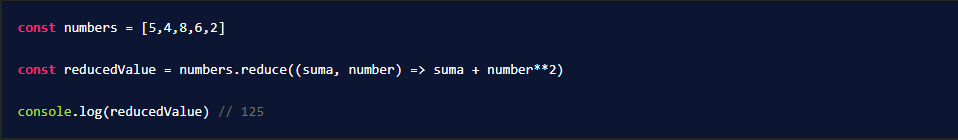 const numbers = [5,4,8,6,2]
const reducedValue = numbers.reduce((suma, number) => suma + number**2)
console.log(reducedValue) // 125